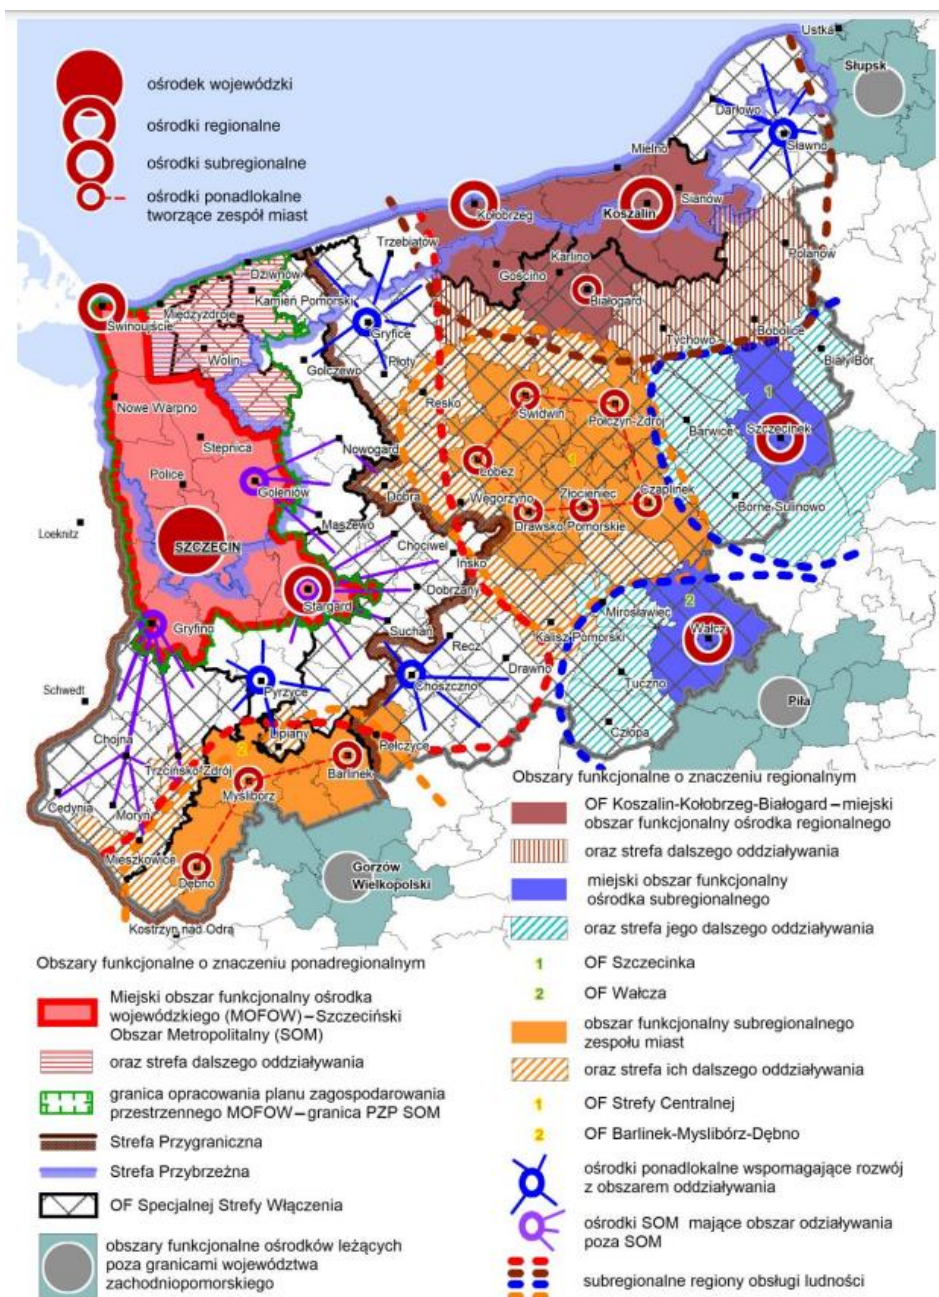 ośrodek wojewódzki
ośrodki regionalne
ośrodki subregionalne
ośrodki ponadlokalne
tworzące zespół miast
Ustka
Słupsk
Darłowo
Sławno
Mielno
Sianów
Koszalin
Kołobrzeg
Trzebiatów
Karlino
Gościno
Białogard
Polanów
Dziwnów
Kamień Pomorski
Międzyzdroje
Świnoujście
Wolin
Gryfice
Golczewo
Płoty
Tychowo
Bobolice
Biały Bór
Resko
Świdwin
Połczyn-Zdrój
1
Barwice
Szczecinek
Nowe Warpno
Stepnica
Nowogard
Police
Goleniów
Dobra
Łobez
Węgorzyno
1
Złocieniec
Czaplinek
Drawsko Pomorskie
Borne Sulinowo
Maszewo
Loeknitz
SZCZECIN
Chociwel
Ińsko
Dobrzany
Stargard
Suchań
Mirosławiec
2
Wałcz
Gryfino
Recz
Kalisz Pomorski
Drawno
Tuczno
Schwedt
Pyrzyce
Choszczno
Człopa
Piła
Chojna
Lipiany
Pełczyce
Trzcińsko Zdrój
2
Barlinek
Myślibórz
Cedynia
Moryń
Mieszkowice
Dębno
Gorzów
Wielkopolski
Kostrzyn nad Odrą
Obszary funkcjonalne o znaczeniu regionalnym
OF Koszalin-Kołobrzeg-Białogard – miejski
obszar funkcjonalny ośrodka regionalnego
oraz strefa dalszego oddziaływania
miejski obszar funkcjonalny
ośrodka subregionalnego
oraz strefa jego dalszego oddziaływania
1 OF Szczecinka
2 OF Wałcza
obszar funkcjonalny subregionalnego
zespołu miast
oraz strefa ich dalszego oddziaływania
1 OF Strefy Centralnej
2 OF Barlinek-Myslibórz-Dębno
ośrodki ponadlokalne wspomagające rozwój
z obszarem oddziaływania
ośrodki SOM mające obszar odziaływania
poza SOM
subregionalne regiony obsługi ludności
Obszary funkcjonalne o znaczeniu ponadregionalnym
Miejski obszar funkcjonalny ośrodka
wojewódzkiego (MOFOW) – Szczeciński
Obszar Metropolitalny (SOM)
oraz strefa dalszego oddziaływania
granica opracowania planu zagospodarowania
przestrzennego MOFOW – granica PZP SOM
Strefa Przygraniczna
Strefa Przybrzeżna
OF Specjalnej Strefy Włączenia
obszary funkcjonalne ośrodków leżących
poza granicami województwa
zachodniopomorskiego